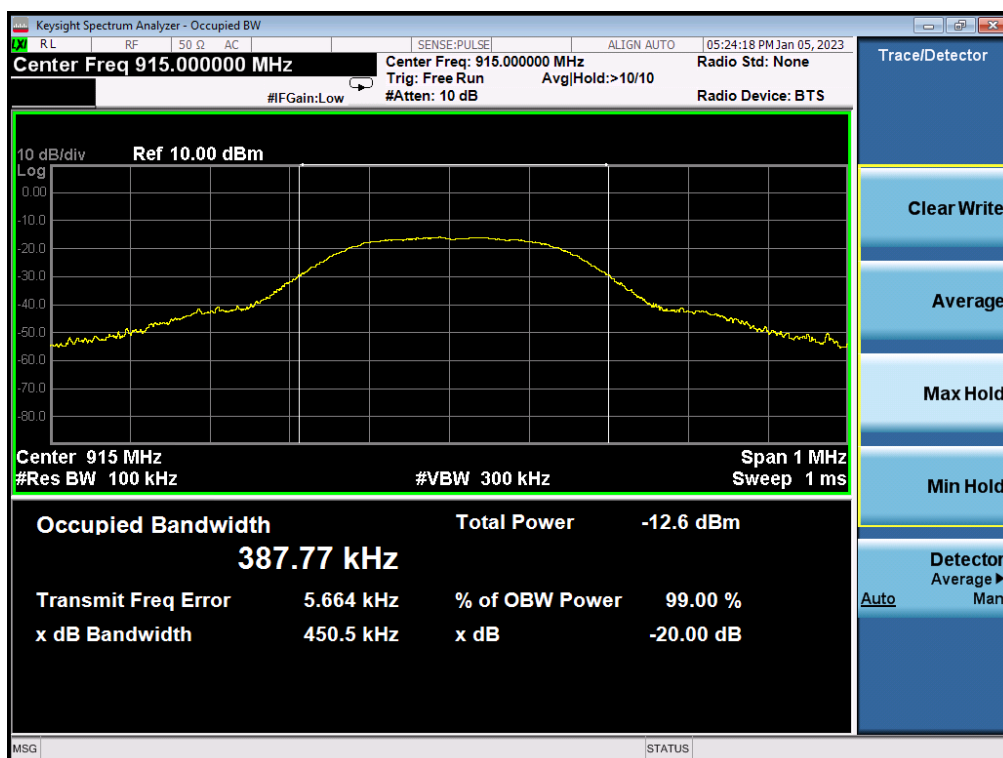 Keysight Spectrum Analyzer - Occupied BW
LXI RL RF 50 Ω AC SENSE:PULSE ALIGN AUTO 05:24:18 PM Jan 05, 2023
Center Freq 915.000000 MHz
Center Freq: 915.000000 MHz
Radio Std: None
Trig: Free Run
Avg|Hold:>10/10
#IFGain:Low
#Atten: 10 dB
Radio Device: BTS
10 dB/div
Ref 10.00 dBm
Log
0.00
-10.0
-20.0
-30.0
-40.0
-50.0
-60.0
-70.0
-80.0
Center 915 MHz
Span 1 MHz
#Res BW 100 kHz
#VBW 300 kHz
Sweep 1 ms
Occupied Bandwidth
Total Power -12.6 dBm
387.77 kHz
Transmit Freq Error 5.664 kHz
% of OBW Power 99.00 %
x dB Bandwidth 450.5 kHz
x dB -20.00 dB
MSG
STATUS
Trace/Detector
Clear Write
Average
Max Hold
Min Hold
Detector
Average
Auto Man